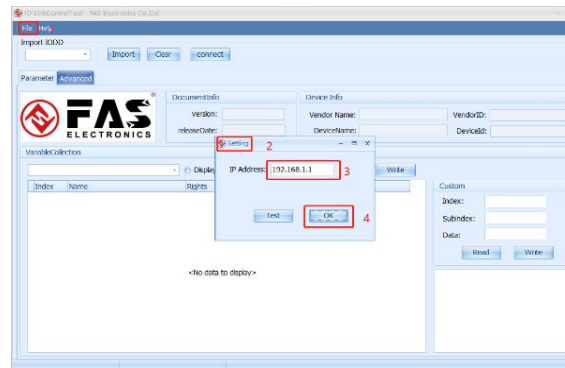 IO-LinkControlTool - FAS Electronics Co.,Ltd.
File Help
Import IODD
Import Clear connect
Parameter Advanced
FAS
ELECTRONICS
DocumentInfo
version:
releaseDate:
Device Info
Vendor Name: VendorID:
DeviceName: DeviceId:
VariableCollection
Display Write
Index Name Rights
<No data to display>
Setting 2
IP Address: 192.168.1.1 3
Test OK 4
Custom
Index:
Subindex:
Data:
Read Write